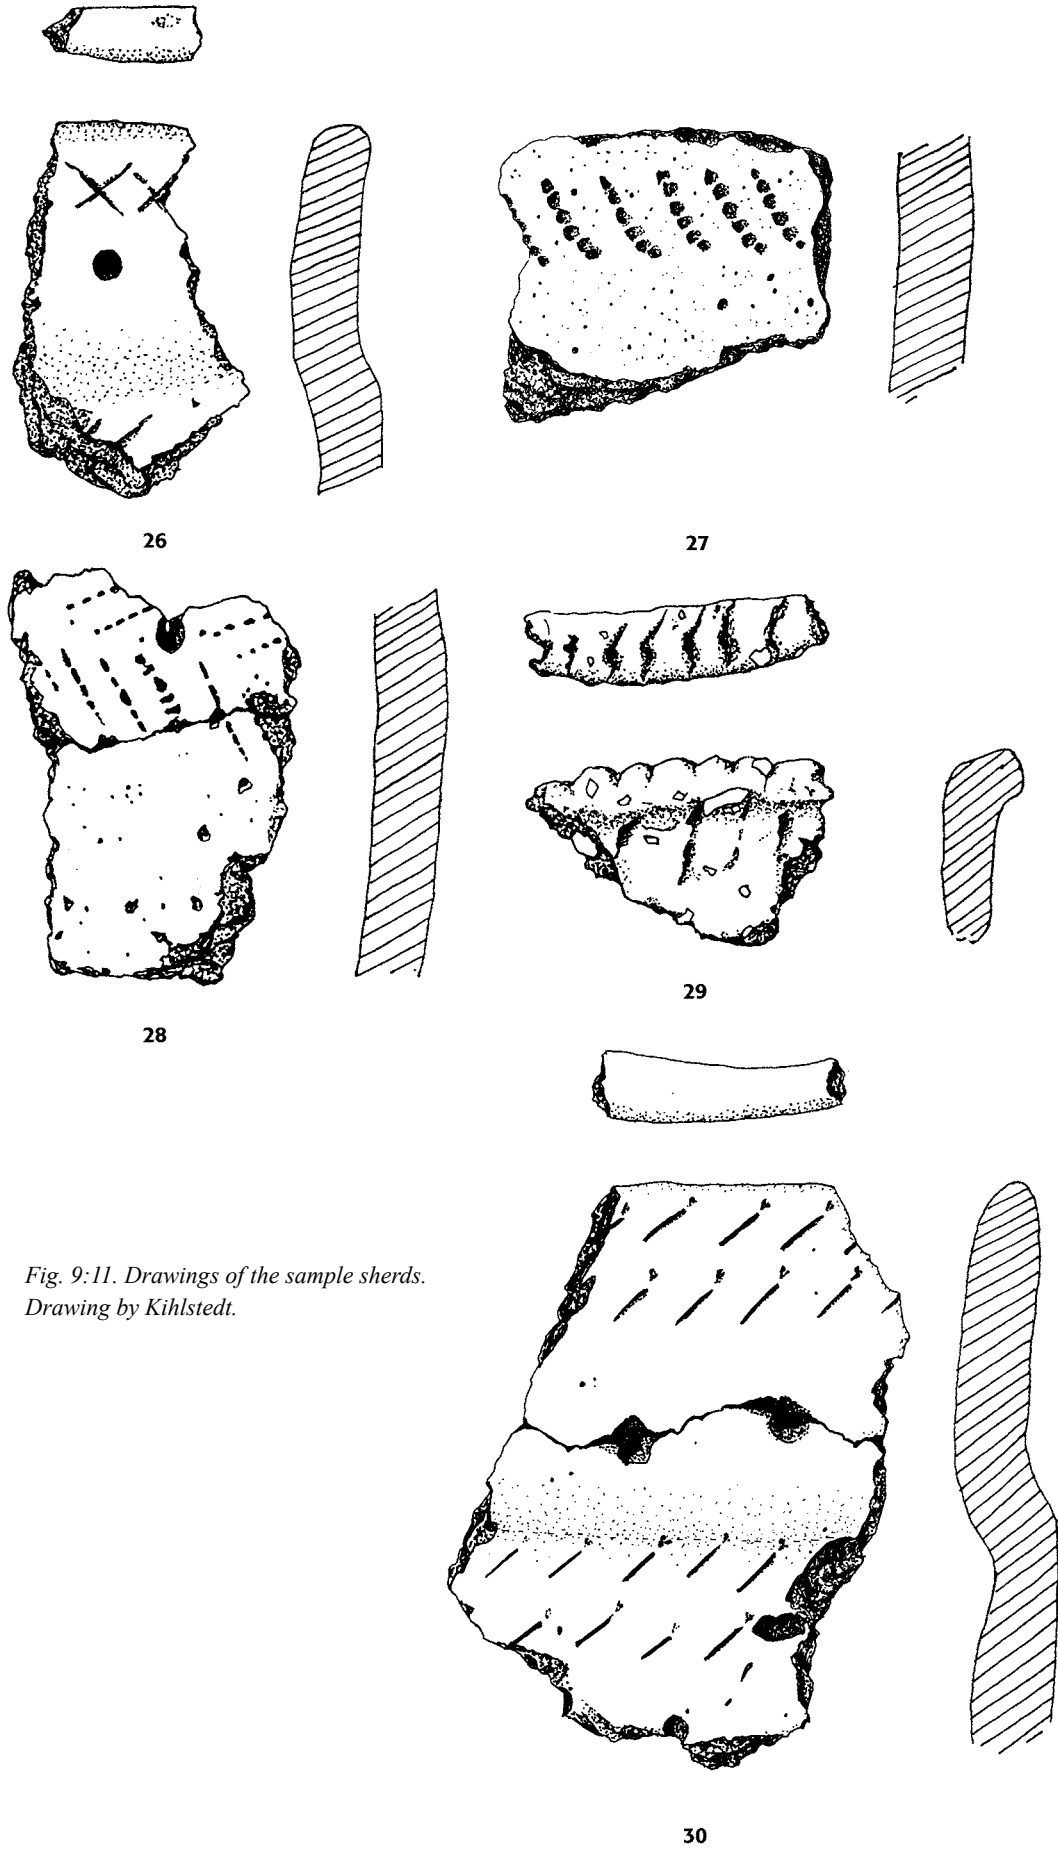 26
27
28
29
Fig. 9:11. Drawings of the sample sherds.
Drawing by Kihlstedt.
30